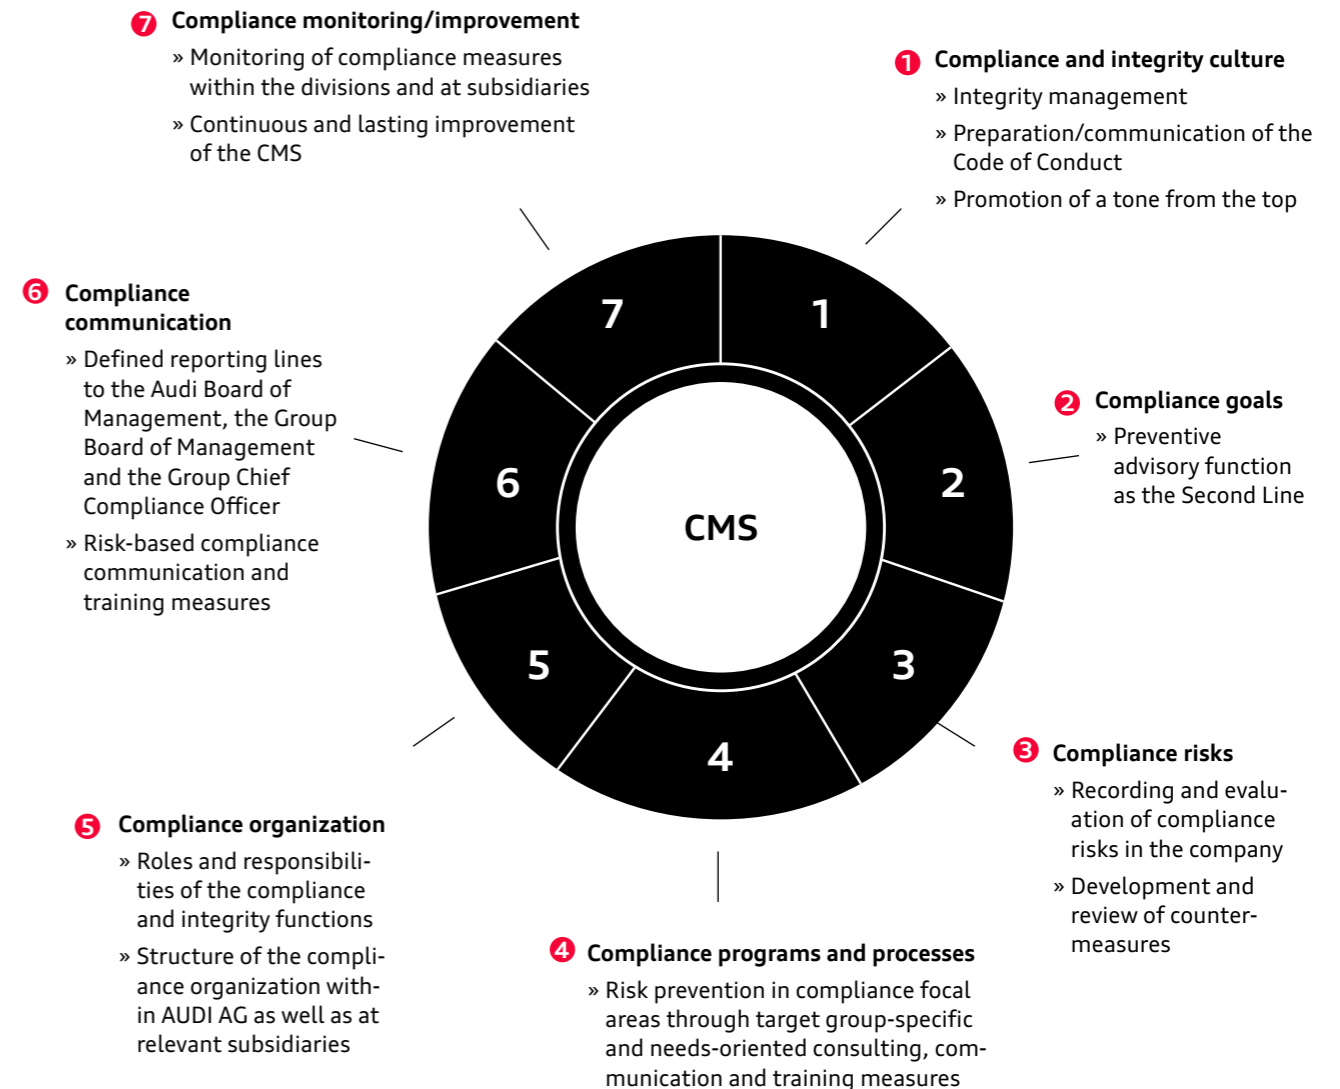 7 Compliance monitoring/improvement
» Monitoring of compliance measures
within the divisions and at subsidiaries
» Continuous and lasting improvement
of the CMS
1 Compliance and integrity culture
» Integrity management
» Preparation/communication of the
Code of Conduct
» Promotion of a tone from the top
6 Compliance
communication
» Defined reporting lines
to the Audi Board of
Management, the Group
Board of Management
and the Group Chief
Compliance Officer
» Risk-based compliance
communication and
training measures
7
1
6
2
CMS
5
3
4
2 Compliance goals
» Preventive
advisory function
as the Second Line
3 Compliance risks
» Recording and evalu-
ation of compliance
risks in the company
» Development and
review of counter-
measures
5 Compliance organization
» Roles and responsibili-
ties of the compliance
and integrity functions
» Structure of the compli-
ance organization with-
in AUDI AG as well as at
relevant subsidiaries
4 Compliance programs and processes
» Risk prevention in compliance focal
areas through target group-specific
and needs-oriented consulting, com-
munication and training measures